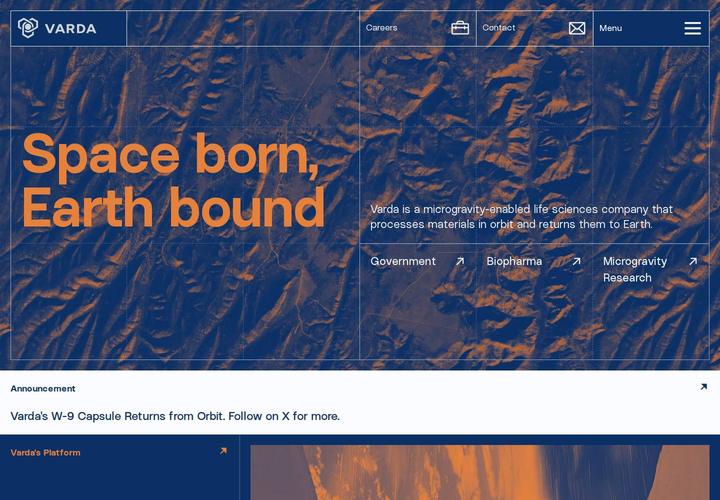 VARDA
Careers
Contact
Menu
Space born,
Earth bound
Varda is a microgravity-enabled life sciences company that
processes materials in orbit and returns them to Earth.
Government
Biopharma
Microgravity
Research
Announcement
Varda's W-9 Capsule Returns from Orbit. Follow on X for more.
Varda's Platform